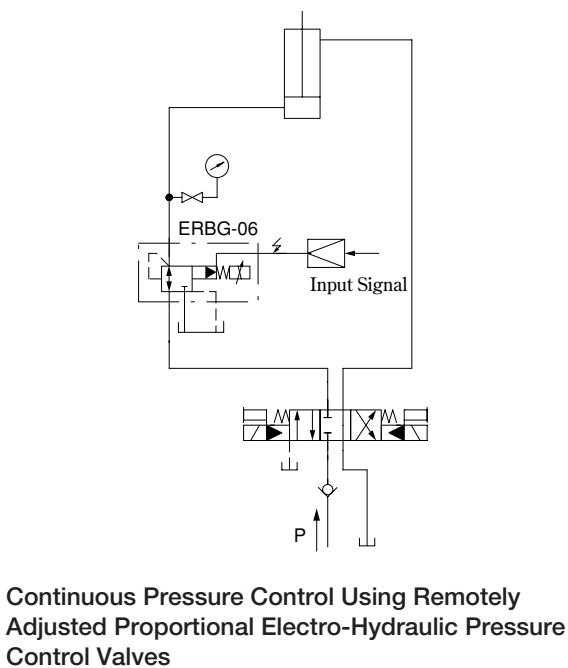 ERBG-06
Input Signal
P
Continuous Pressure Control Using Remotely
Adjusted Proportional Electro-Hydraulic Pressure
Control Valves